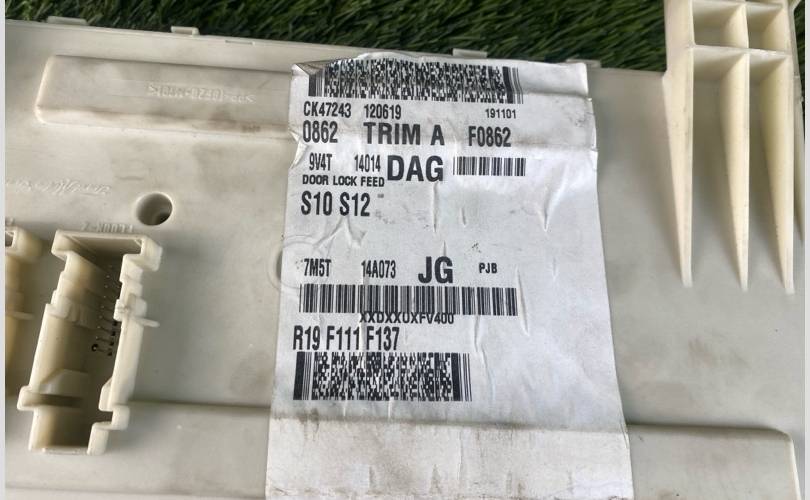 CK47243 120619 191101
0862 TRIM A F0862
9V4T 14014 DAG
DOOR LOCK FEED
S10 S12
7M5T 14A073 JG PJB
XXDXXUXFV400
R19 F111 F137